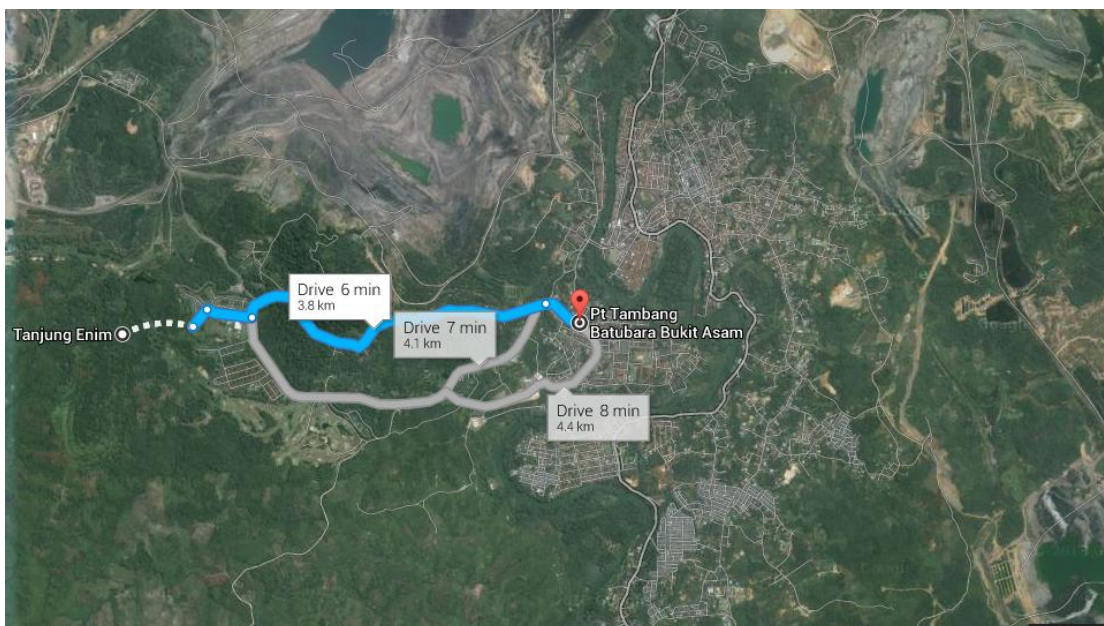 Tanjung Enim
Drive 6 min
3.8 km
Drive 7 min
4.1 km
Pt Tambang
Batubara Bukit Asam
Drive 8 min
4.4 km